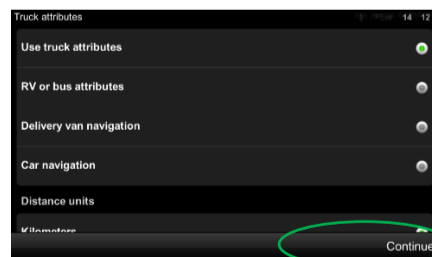 Truck attributes
14 12
Use truck attributes
RV or bus attributes
Delivery van navigation
Car navigation
Distance units
Kilometers
Continue